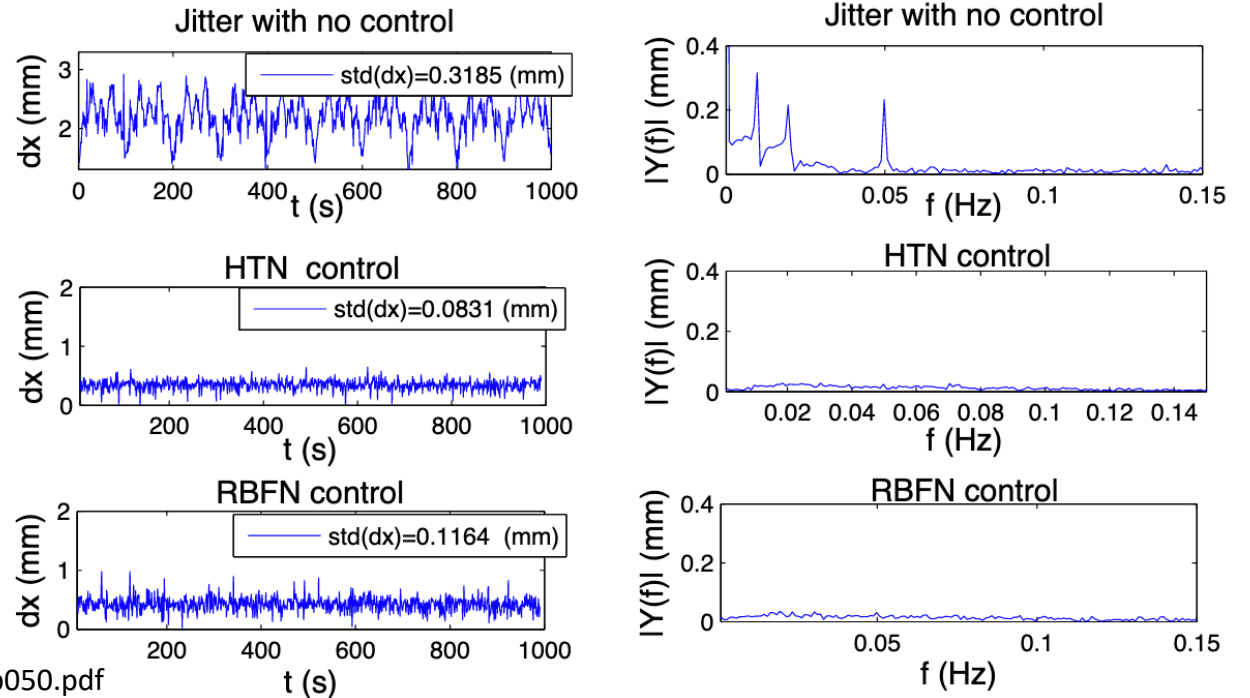 Jitter with no control
dx (mm)
3
2
std(dx)=0.3185 (mm)
0 200 400 600 800 1000
t (s)
Jitter with no control
|Y(f)| (mm)
0.4
0.2
0
0 0.05 0.1 0.15
f (Hz)
HTN control
dx (mm)
2
1
0
std(dx)=0.0831 (mm)
200 400 600 800 1000
t (s)
HTN control
|Y(f)| (mm)
0.4
0.2
0
0.02 0.04 0.06 0.08 0.1 0.12 0.14
f (Hz)
RBFN control
dx (mm)
2
1
0
std(dx)=0.1164 (mm)
200 400 600 800 1000
t (s)
RBFN control
|Y(f)| (mm)
0.4
0.2
0
0.05 0.1 0.15
f (Hz)
050.pdf